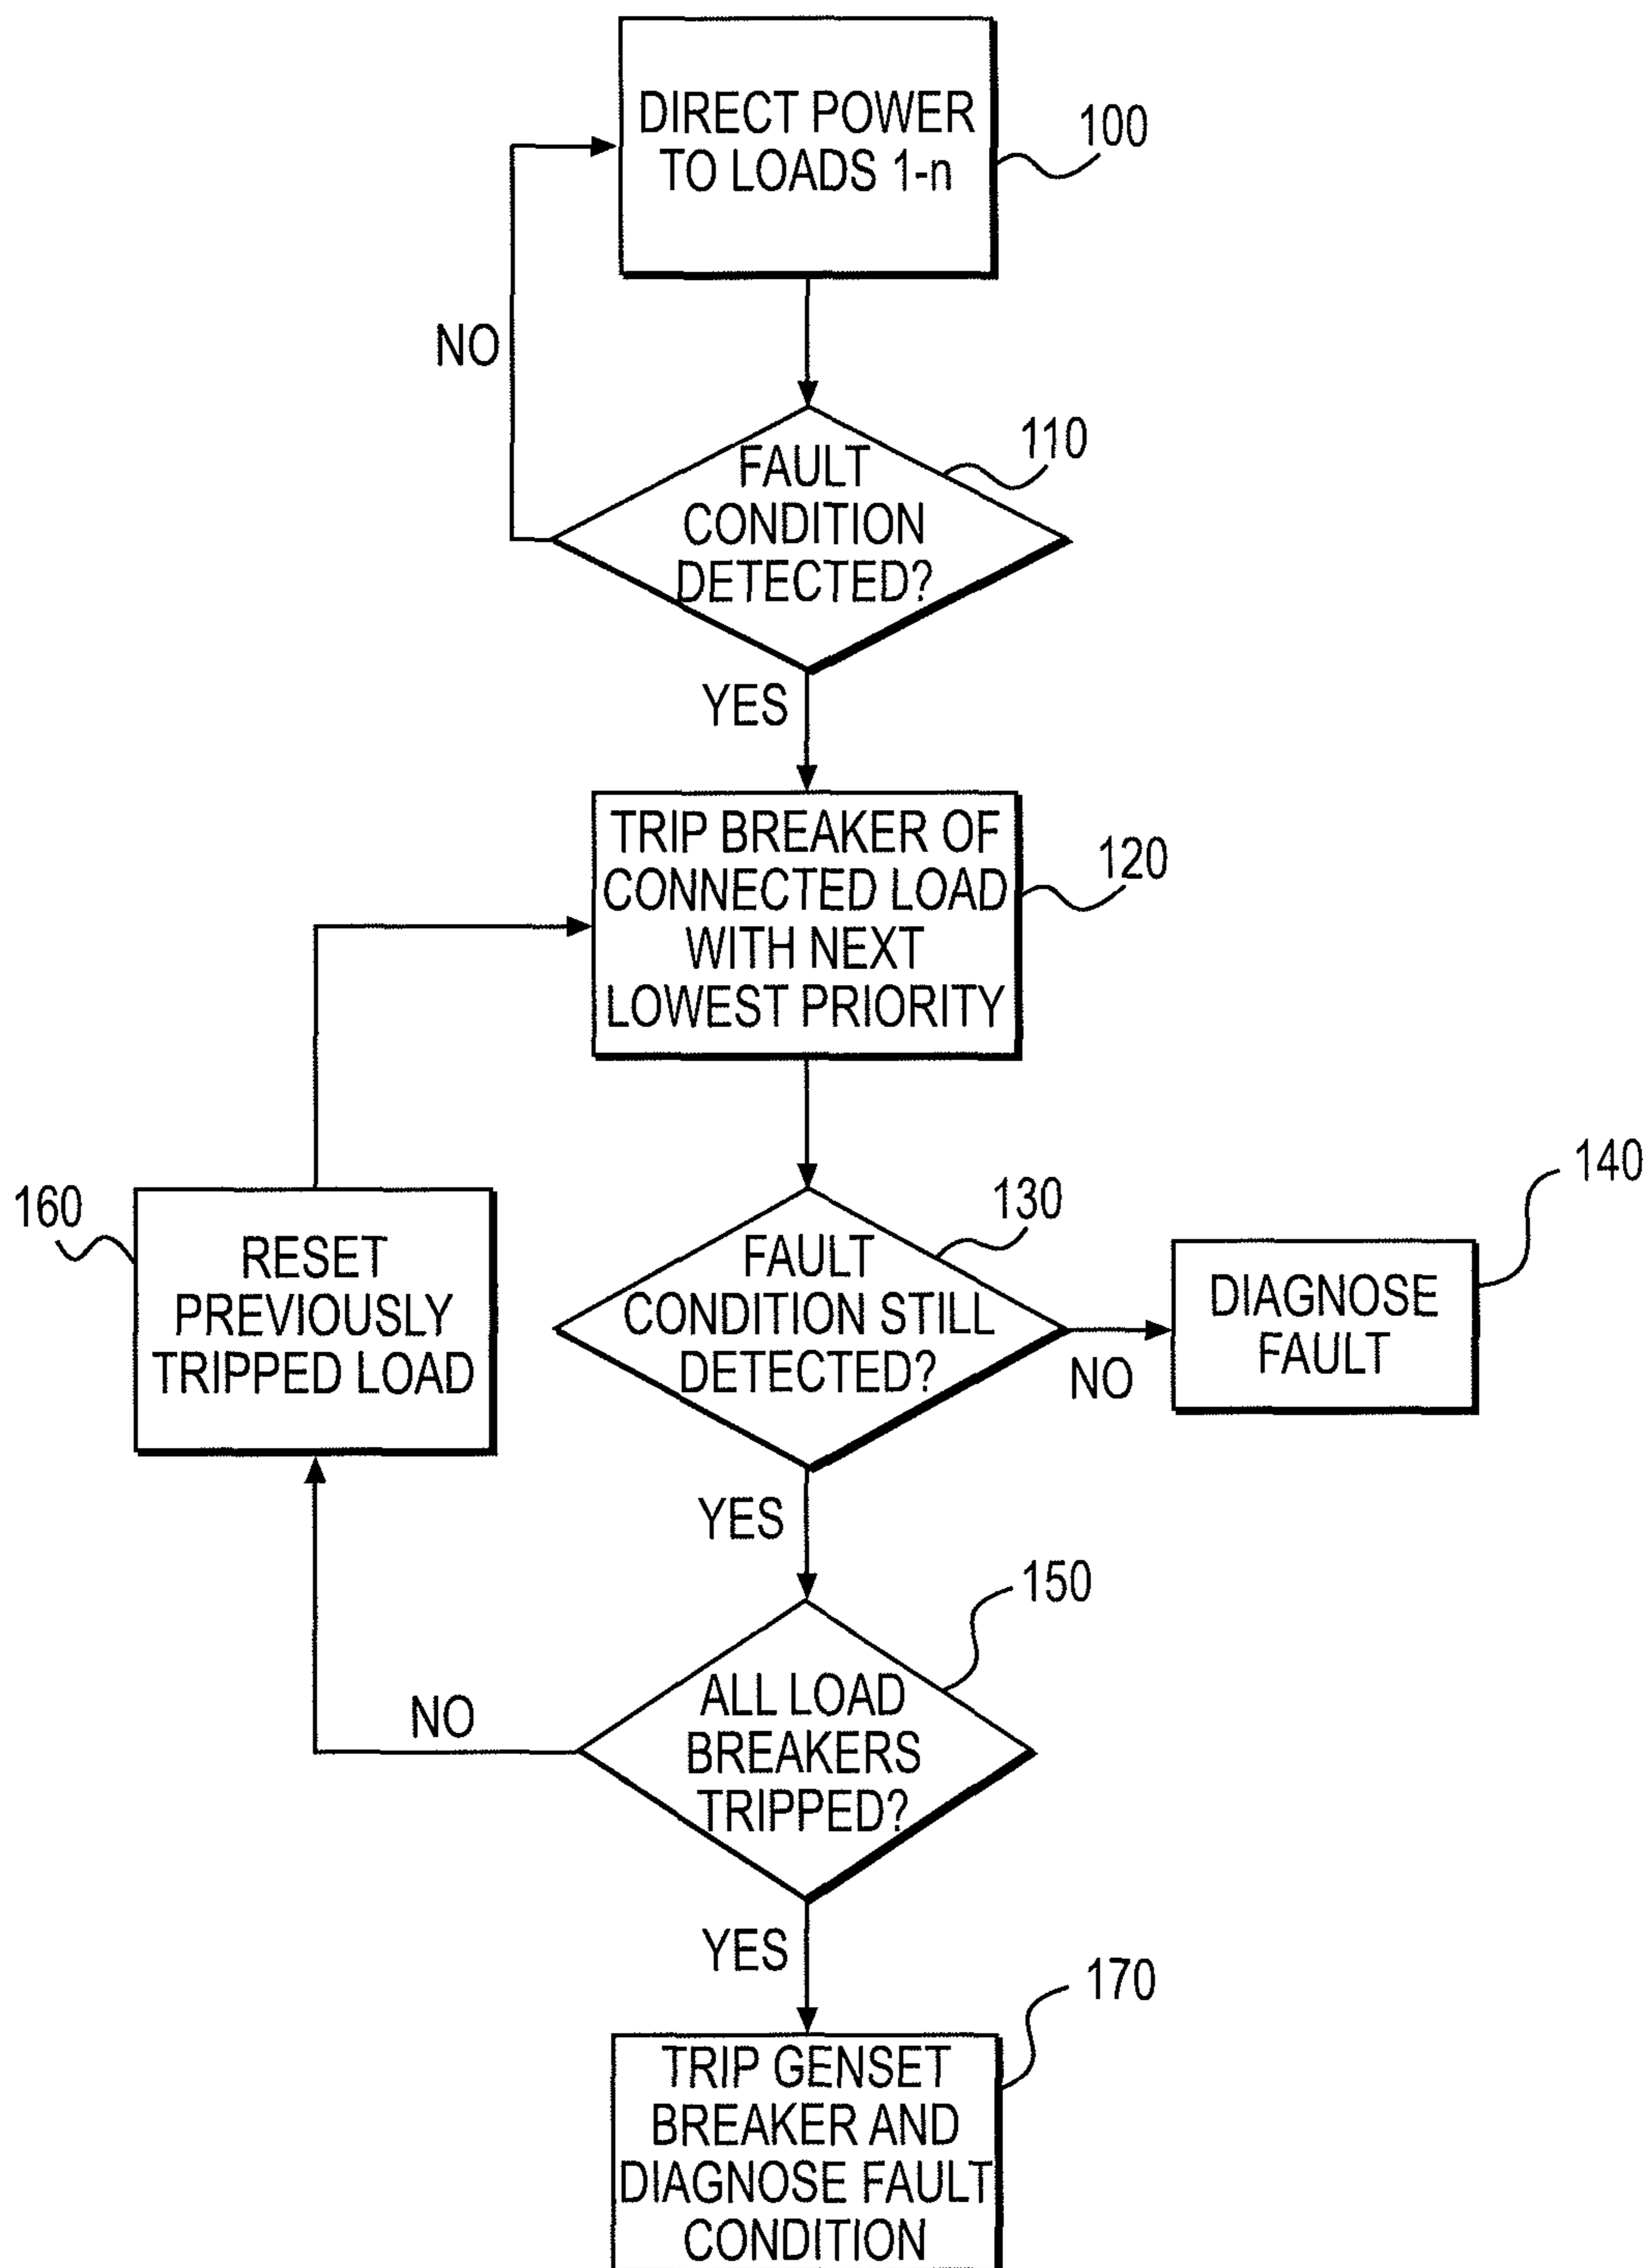 DIRECT POWER
TO LOADS 1-n
100
NO
FAULT
CONDITION
DETECTED?
110
YES
TRIP BREAKER OF
CONNECTED LOAD
WITH NEXT
LOWEST PRIORITY
120
160
RESET
PREVIOUSLY
TRIPPED LOAD
FAULT
CONDITION STILL
DETECTED?
130
NO
DIAGNOSE
FAULT
140
YES
ALL LOAD
BREAKERS
TRIPPED?
150
NO
YES
TRIP GENSET
BREAKER AND
DIAGNOSE FAULT
CONDITION
170